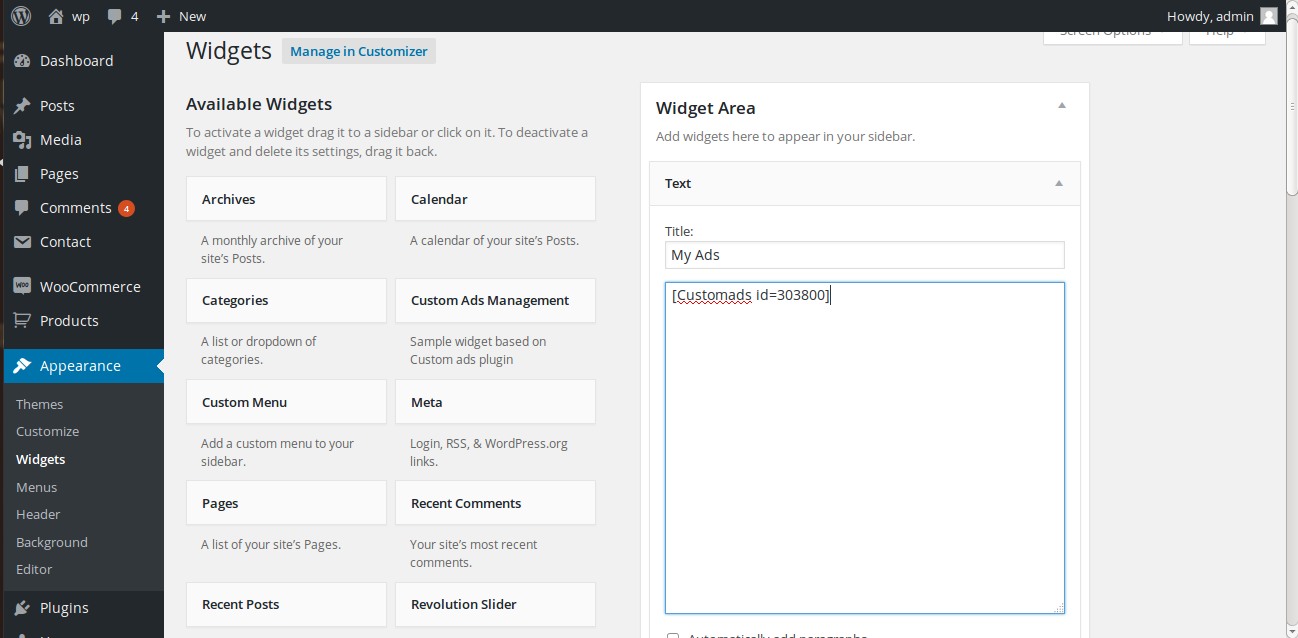 wp
4
New
Howdy, admin
Dashboard
Posts
Media
Pages
Comments 4
Contact
WooCommerce
Products
Appearance
Themes
Customize
Widgets
Menus
Header
Background
Editor
Plugins
Screen Options
Help
Widgets
Manage in Customizer
Available Widgets
To activate a widget drag it to a sidebar or click on it. To deactivate a
widget and delete its settings, drag it back.
Archives
A monthly archive of your
site's Posts.
Calendar
A calendar of your site's Posts.
Categories
A list or dropdown of
categories.
Custom Ads Management
Sample widget based on
Custom ads plugin
Custom Menu
Add a custom menu to your
sidebar.
Meta
Login, RSS, & WordPress.org
links.
Pages
A list of your site's Pages.
Recent Comments
Your site's most recent
comments.
Recent Posts
Revolution Slider
Widget Area
Add widgets here to appear in your sidebar.
Text
Title:
My Ads
[Customads id=303800]
Automatically add paragraphs